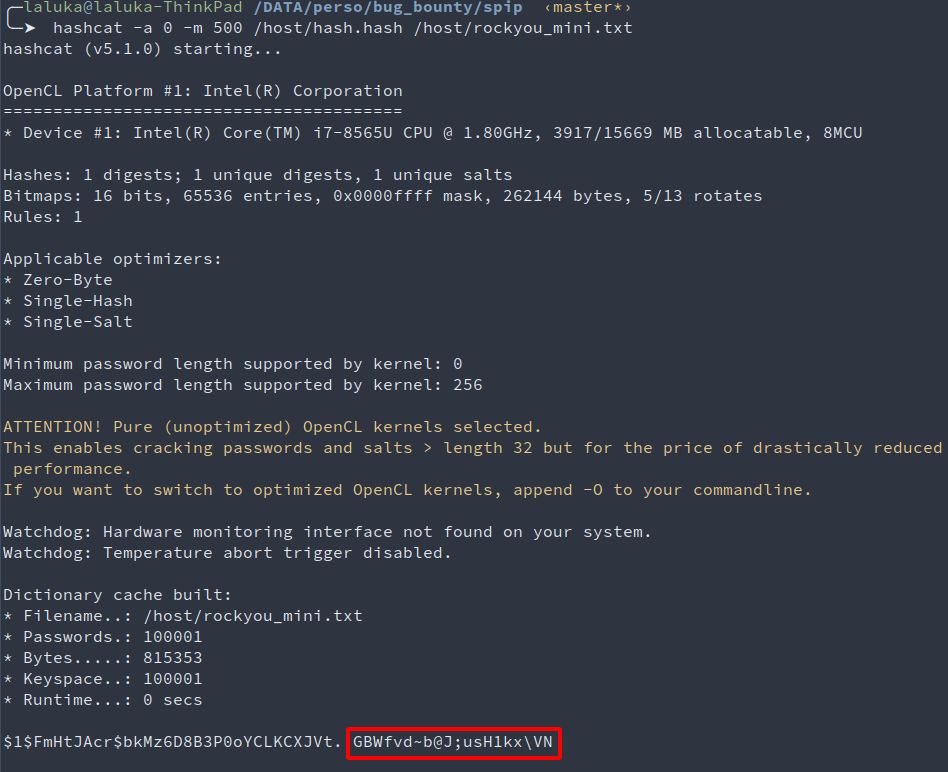 laluka@laluka-ThinkPad /DATA/perso/bug_bounty/spip ‹master*›
➤ hashcat -a 0 -m 500 /host/hash.hash /host/rockyou_mini.txt
hashcat (v5.1.0) starting...
OpenCL Platform #1: Intel(R) Corporation
========================================
* Device #1: Intel(R) Core(TM) i7-8565U CPU @ 1.80GHz, 3917/15669 MB allocatable, 8MCU
Hashes: 1 digests; 1 unique digests, 1 unique salts
Bitmaps: 16 bits, 65536 entries, 0x0000ffff mask, 262144 bytes, 5/13 rotates
Rules: 1
Applicable optimizers:
* Zero-Byte
* Single-Hash
* Single-Salt
Minimum password length supported by kernel: 0
Maximum password length supported by kernel: 256
ATTENTION! Pure (unoptimized) OpenCL kernels selected.
This enables cracking passwords and salts > length 32 but for the price of drastically reduced
performance.
If you want to switch to optimized OpenCL kernels, append -O to your commandline.
Watchdog: Hardware monitoring interface not found on your system.
Watchdog: Temperature abort trigger disabled.
Dictionary cache built:
* Filename..: /host/rockyou_mini.txt
* Passwords.: 100001
* Bytes.....: 815353
* Keyspace..: 100001
* Runtime...: 0 secs
$1$FmHtJAcr$bkMz6D8B3P0oYCLKCXJVt. GBWfvd~b@J;usH1kx\VN